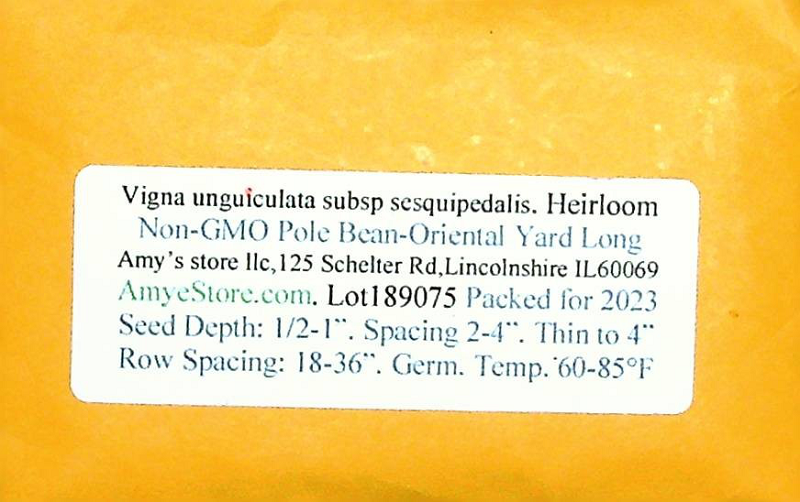 Vigna unguiculata subsp sesquipedalis. Heirloom
Non-GMO Pole Bean-Oriental Yard Long
Amy's store llc,125 Schelter Rd,Lincolnshire IL60069
AmyeStore.com. Lot189075 Packed for 2023
Seed Depth: 1/2-1". Spacing 2-4". Thin to 4"
Row Spacing: 18-36". Germ. Temp. 60-85°F